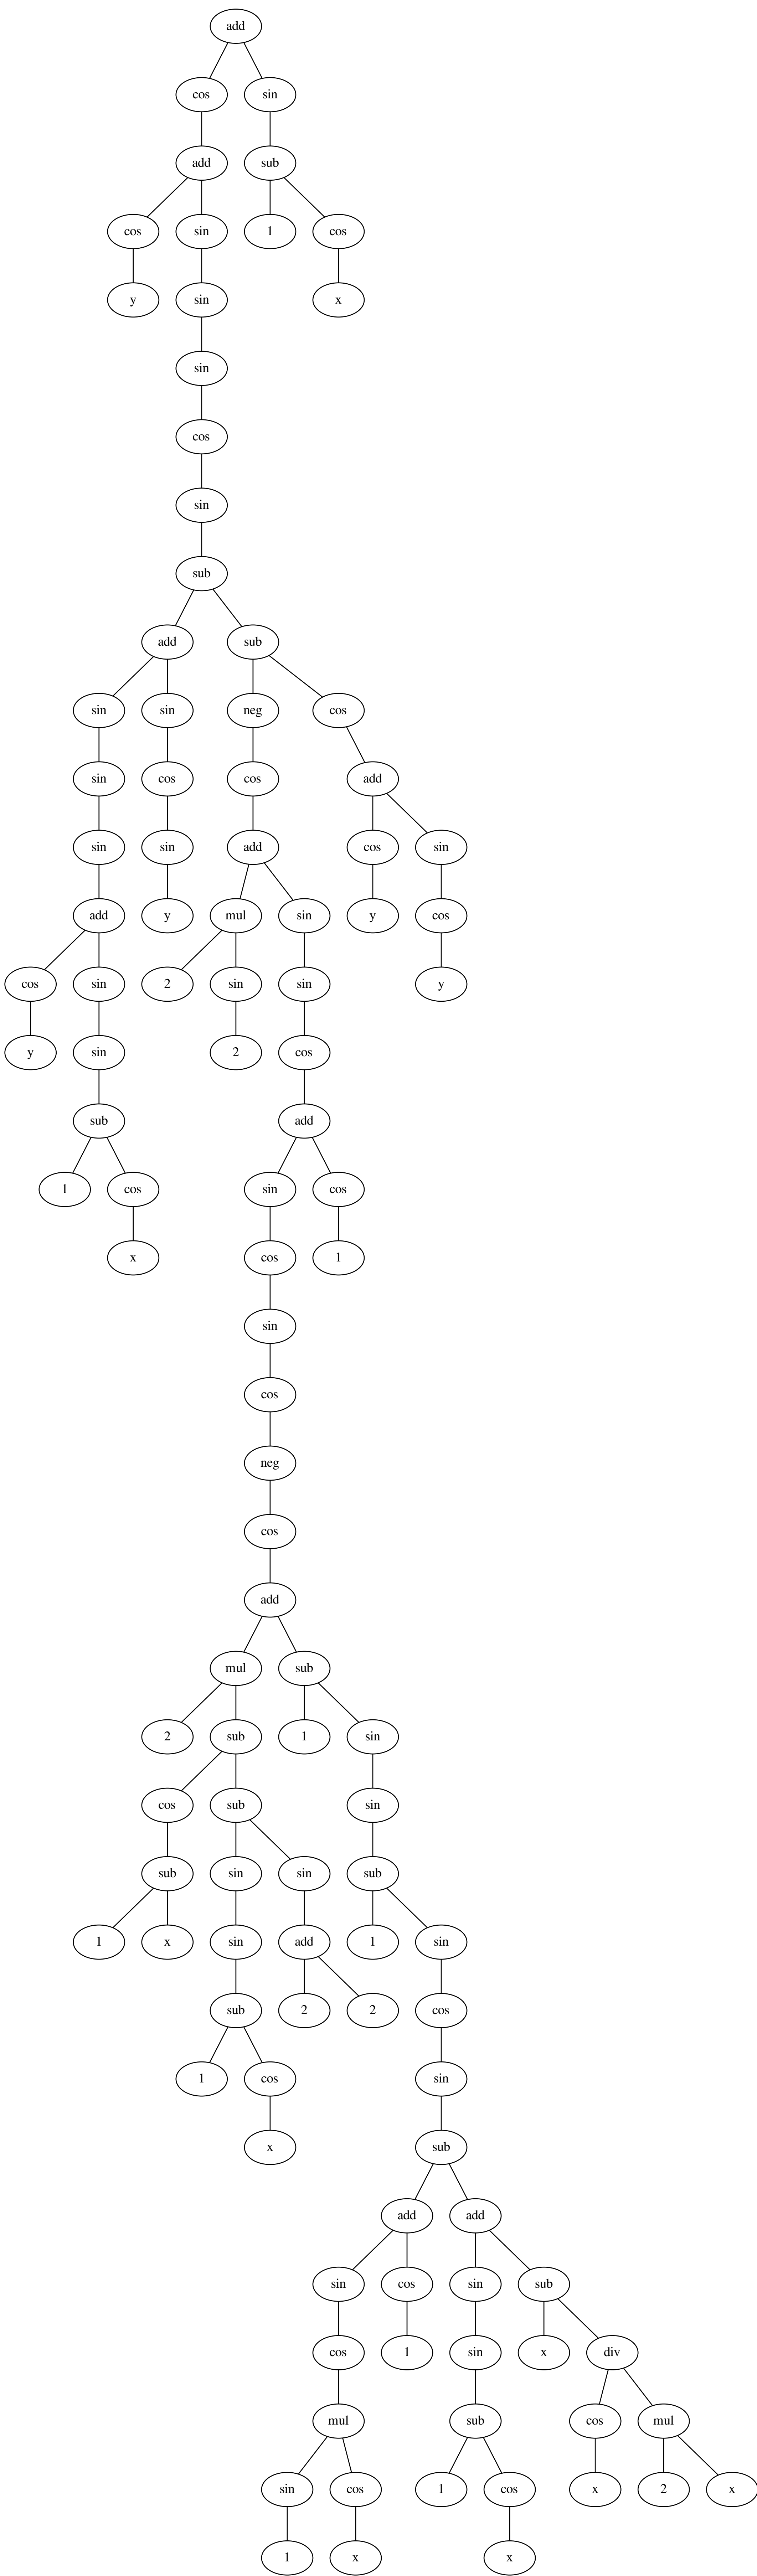 add
cos sin
add sub
cos sin 1 cos
y sin x
sin
cos
sin
sub
add sub
sin sin neg cos
sin cos cos add
sin sin add cos sin
add y mul sin y cos
cos sin 2 sin sin y
y sin 2 cos
sub add
1 cos sin cos
x cos 1
sin
cos
neg
cos
add
mul sub
2 sub 1 sin
cos sub sin
sub sin sin sub
1 x sin add 1 sin
sub 2 2 cos
1 cos sin
x sub
add add
sin cos sin sub
cos 1 sin x div
mul sub cos mul
sin cos 1 cos x 2 x
1 x x